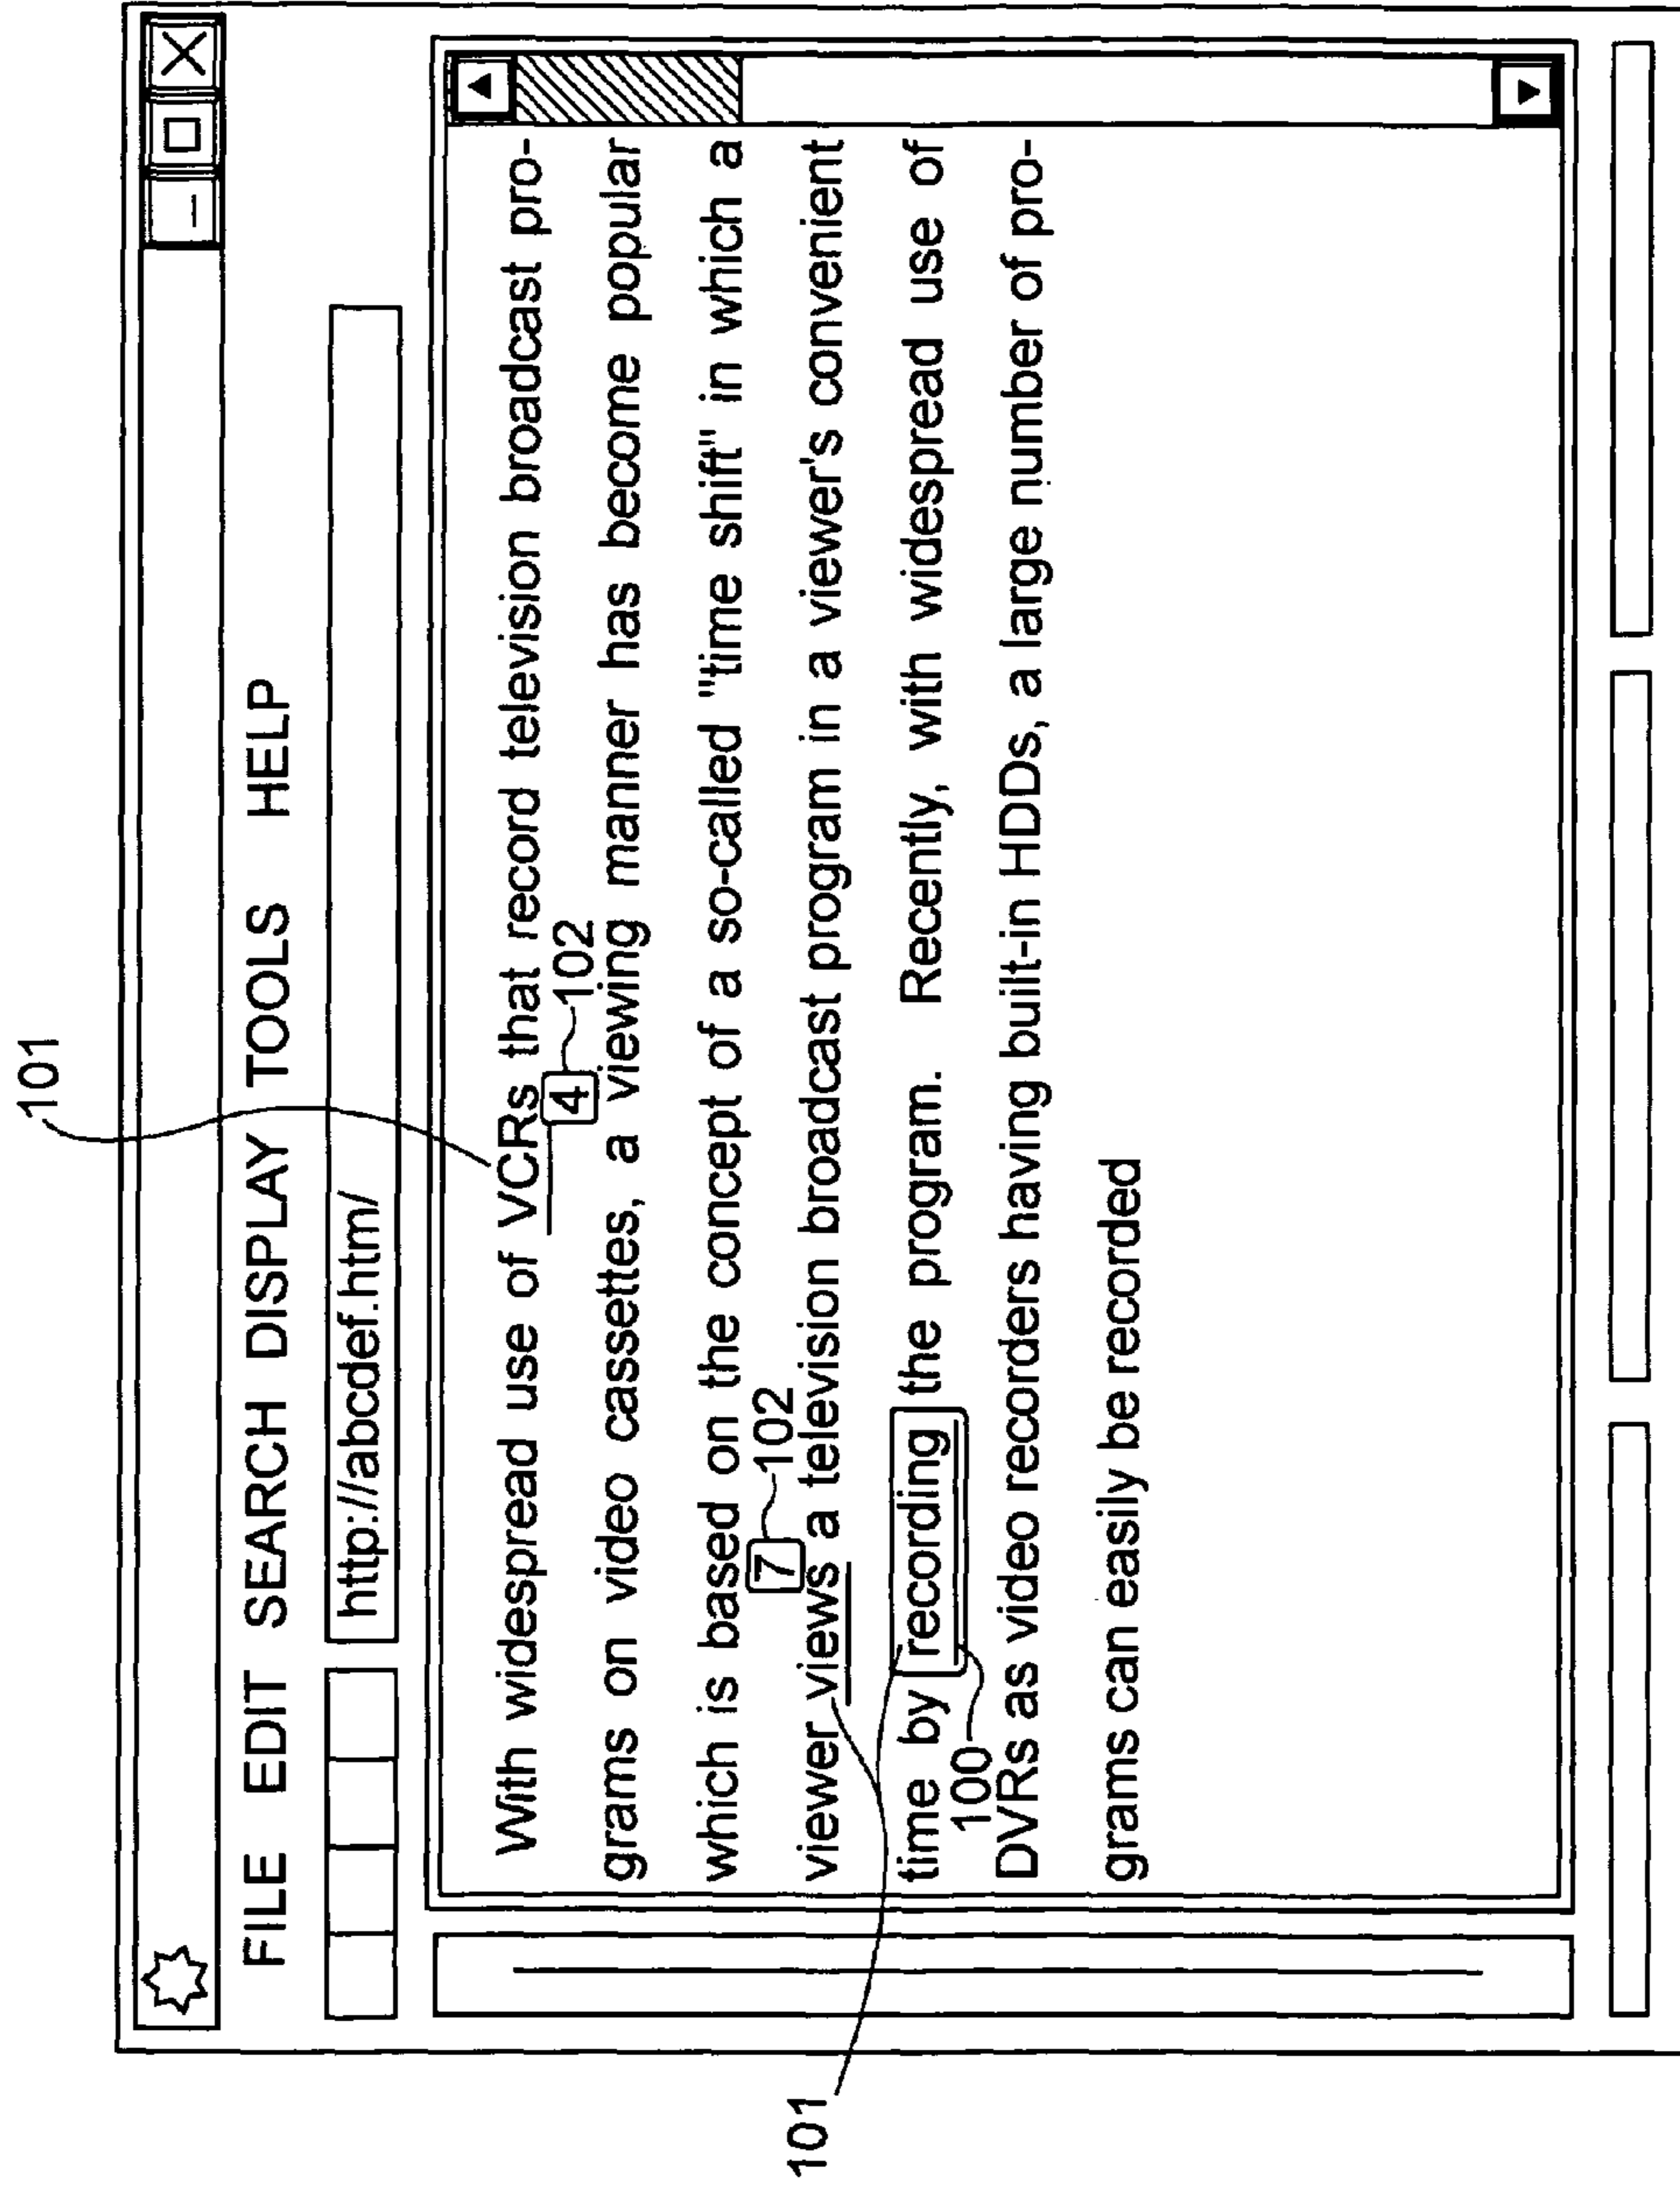 101
FILE EDIT SEARCH DISPLAY TOOLS HELP
http://abcdef.htm/
With widespread use of VCRs that record television broadcast pro-
4 102
grams on video cassettes, a viewing manner has become popular
which is based on the concept of a so-called "time shift" in which a
7 102
viewer views a television broadcast program in a viewer's convenient
time by recording the program. Recently, with widespread use of
100
DVRs as video recorders having built-in HDDs, a large number of pro-
grams can easily be recorded
101